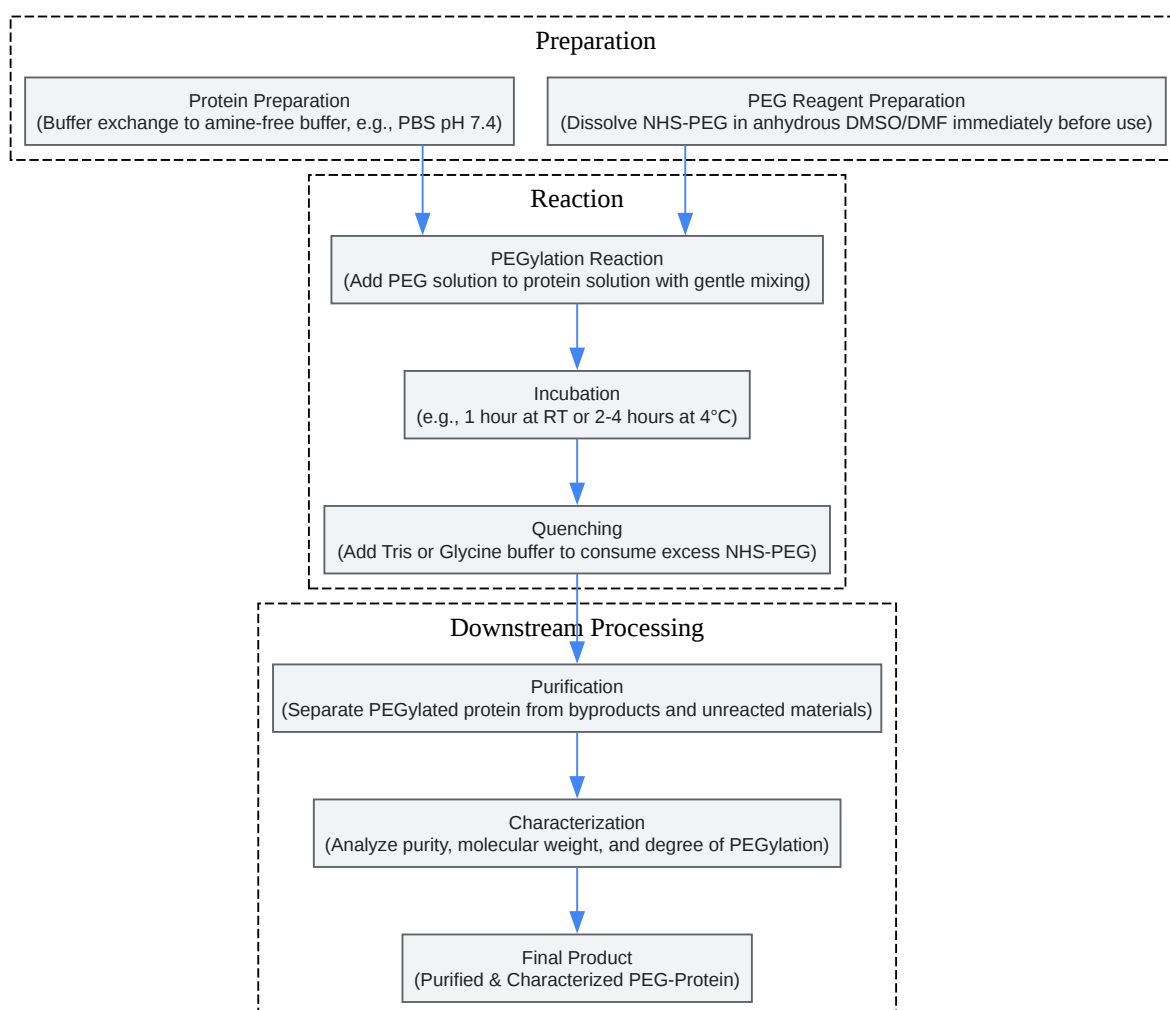 Preparation
Protein Preparation
(Buffer exchange to amine-free buffer, e.g., PBS pH 7.4)
PEG Reagent Preparation
(Dissolve NHS-PEG in anhydrous DMSO/DMF immediately before use)
Reaction
PEGylation Reaction
(Add PEG solution to protein solution with gentle mixing)
Incubation
(e.g., 1 hour at RT or 2-4 hours at 4°C)
Quenching
(Add Tris or Glycine buffer to consume excess NHS-PEG)
Downstream Processing
Purification
(Separate PEGylated protein from byproducts and unreacted materials)
Characterization
(Analyze purity, molecular weight, and degree of PEGylation)
Final Product
(Purified & Characterized PEG-Protein)